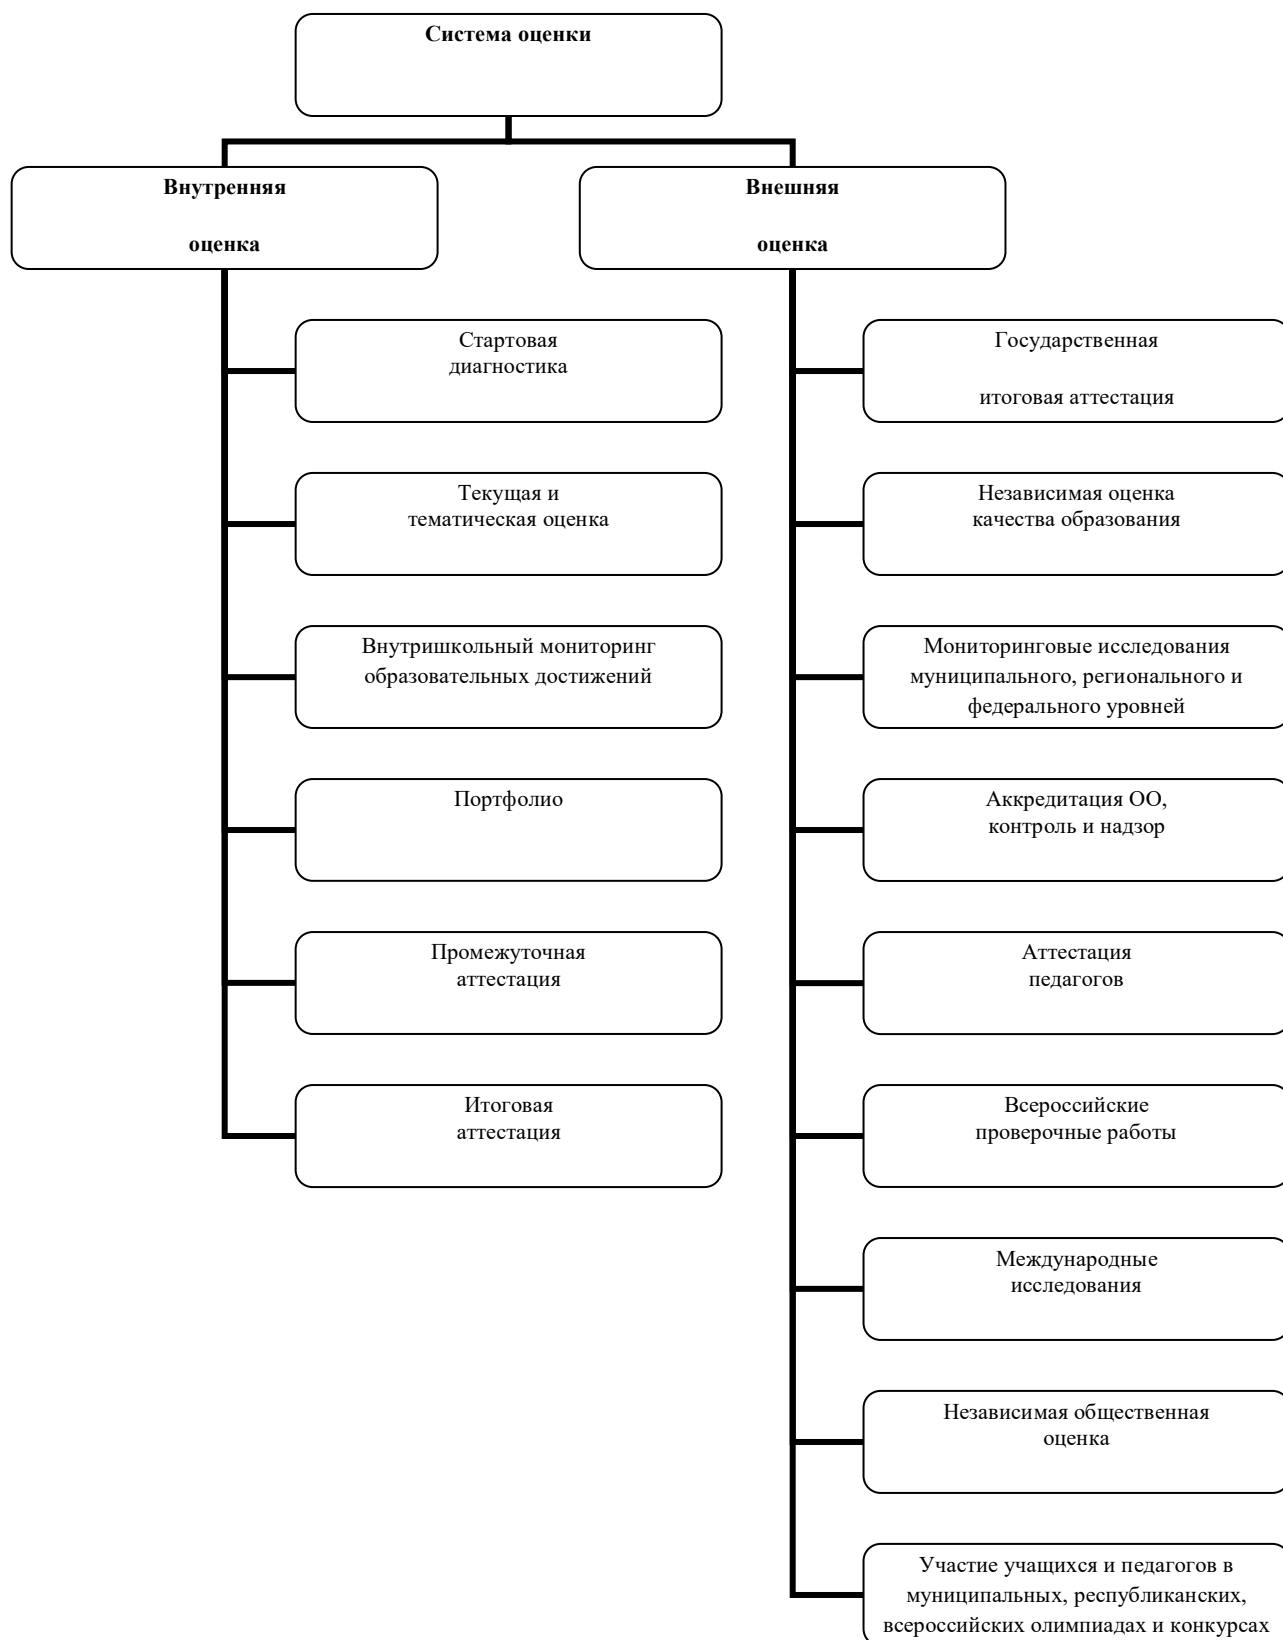 Система оценки
Внутренняя
оценка
Внешняя
оценка
Стартовая
диагностика
Текущая и
тематическая оценка
Внутришкольный мониторинг
образовательных достижений
Портфолио
Промежуточная
аттестация
Итоговая
аттестация
Государственная
итоговая аттестация
Независимая оценка
качества образования
Мониторинговые исследования
муниципального, регионального и
федерального уровней
Аккредитация ОО,
контроль и надзор
Аттестация
педагогов
Всероссийские
проверочные работы
Международные
исследования
Независимая общественная
оценка
Участие учащихся и педагогов в
муниципальных, республиканских,
всероссийских олимпиадах и конкурсах